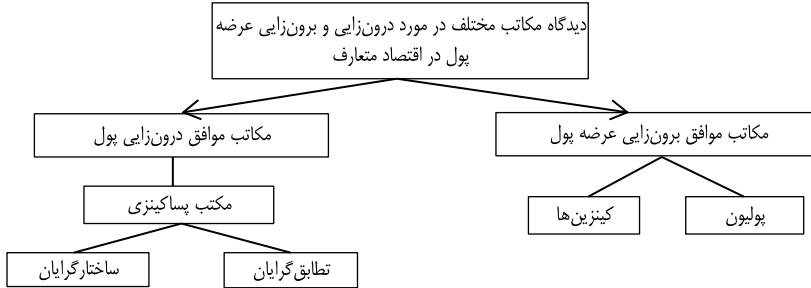 دیدگاه مکاتب مختلف در مورد درون‌زایی و برون‌زایی عرضه
پول در اقتصاد متعارف
مکاتب موافق برون‌زایی عرضه پول
مکاتب موافق درون‌زایی پول
پولیون
کینزین‌ها
مکتب پساکینزی
تطابق‌گرایان
ساختارگرایان